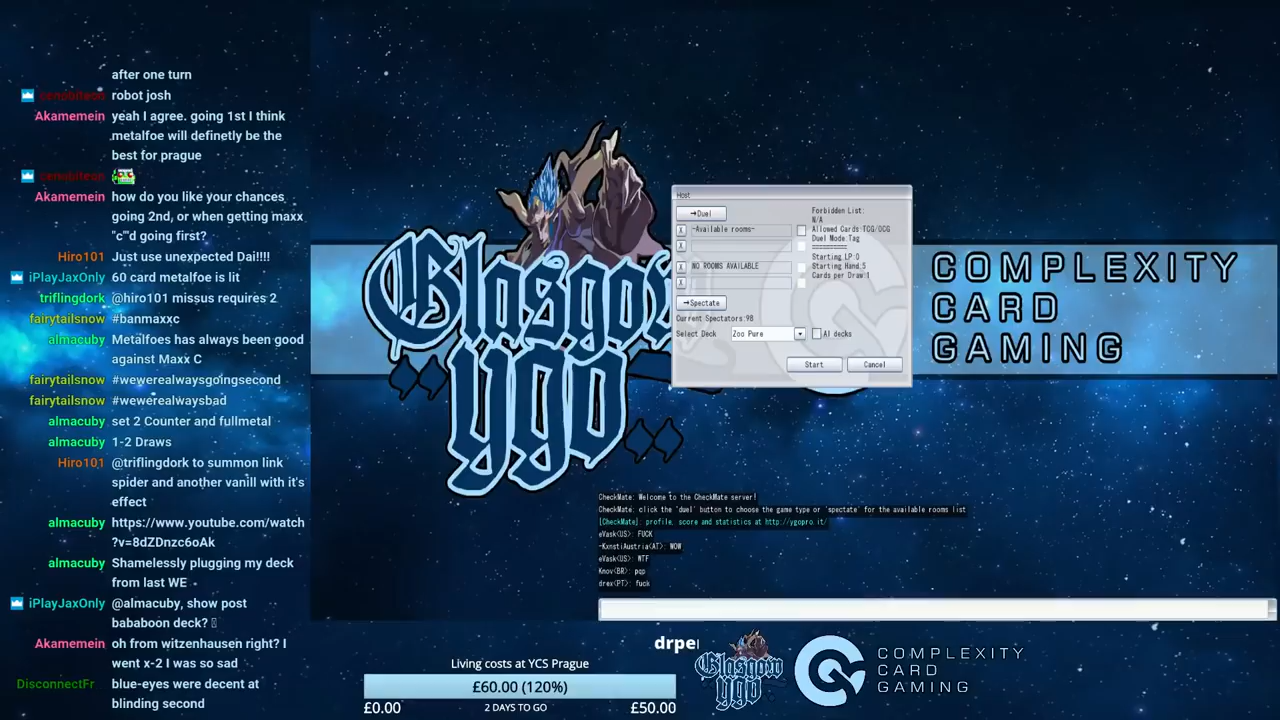 after one turn
cenobiteon robot josh
Akamemein yeah I agree. going 1st I think
metalfoe will definetly be the
best for prague
cenobiteon
Akamemein how do you like your chances
going 2nd, or when getting maxx
"c"'d going first?
Hiro101 Just use unexpected Dai!!!!
iPlayJaxOnly 60 card metalfoe is lit
triflingdork @hiro101 missus requires 2
fairytailsnow #banmaxxc
almacuby Metalfoes has always been good
against Maxx C
fairytailsnow #wewerealwaysgoingsecond
fairytailsnow #wewerealwaysbad
almacuby set 2 Counter and fullmetal
almacuby 1-2 Draws
Hiro101 @triflingdork to summon link
spider and another vanill with it's
effect
almacuby https://www.youtube.com/watch
?v=8dZDnzc6oAk
almacuby Shamelessly plugging my deck
from last WE
iPlayJaxOnly @almacuby, show post
bababoon deck?
Akamemein oh from witzenhausen right? I
went x-2 I was so sad
DisconnectFr blue-eyes were decent at
blinding second
Glasgow
ygo
Host
→Duel
-Available rooms-
X
X
X NO ROOMS AVAILABLE
X
→Spectate
Current Spectators:98
Select Deck Zoo Pure AI decks
Start Cancel
Forbidden List:
N/A
Allowed Cards:TCG/OCG
Duel Mode:Tag
==========
Starting LP:0
Starting Hand:5
Cards per Draw:1
COMPLEXITY
CARD
GAMING
CheckMate: Welcome to the CheckMate server!
CheckMate: click the 'duel' button to choose the game type or 'spectate' for the available rooms list
[CheckMate]: profile, score and statistics at http://ygopro.it/
eVask<US>: FUCK
-KxnstiAustria<AT>: WOW
eVask<US>: WTF
Knov<BR>: pqp
drex<PT>: fuck
drpe
Living costs at YCS Prague
£60.00 (120%)
£0.00 2 DAYS TO GO £50.00
Glasgow
ygo
COMPLEXITY
CARD
GAMING